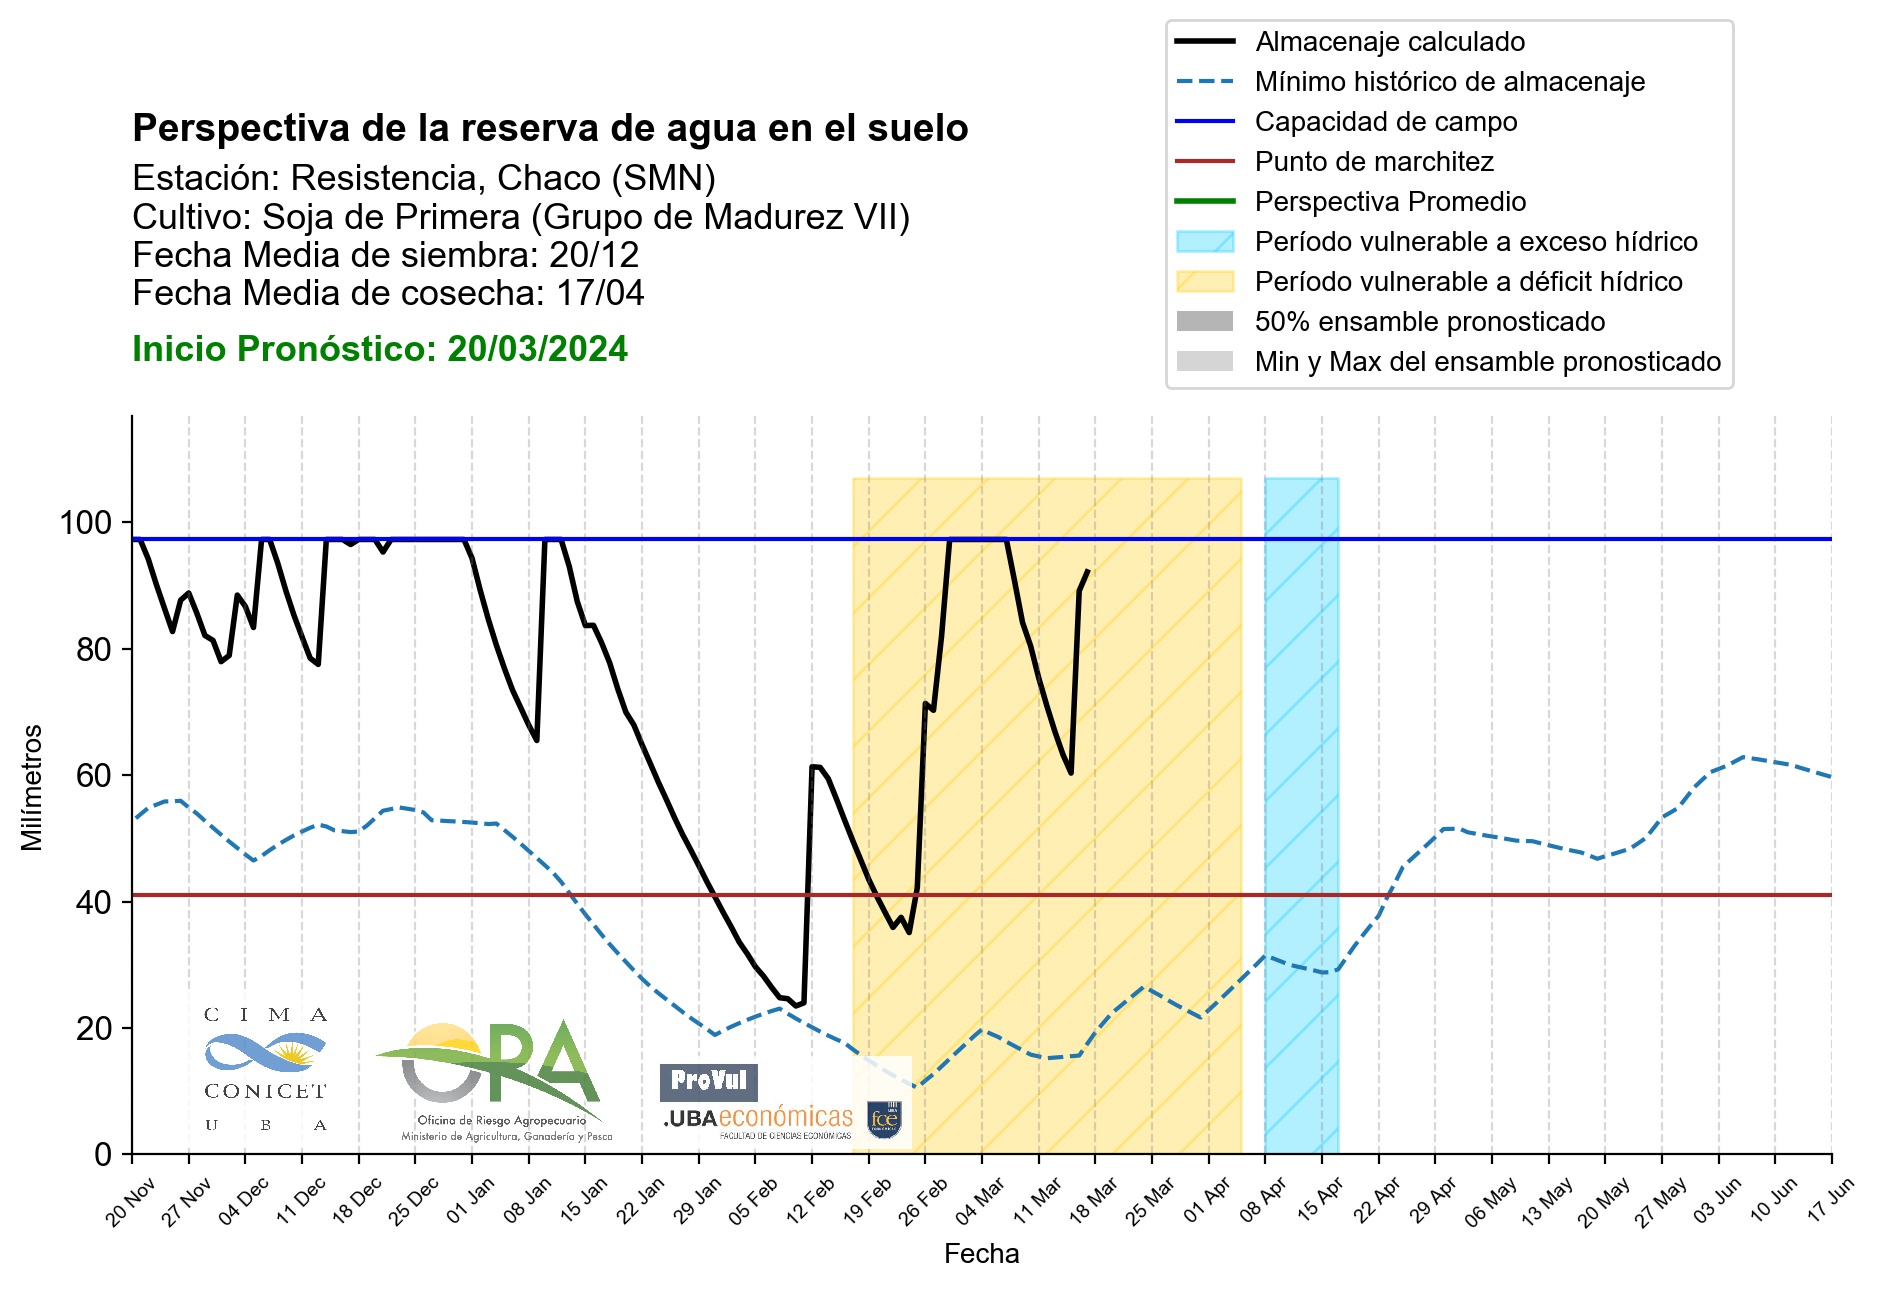 Almacenaje calculado
Mínimo histórico de almacenaje
Capacidad de campo
Punto de marchitez
Perspectiva Promedio
Período vulnerable a exceso hídrico
Período vulnerable a déficit hídrico
50% ensamble pronosticado
Min y Max del ensamble pronosticado
Perspectiva de la reserva de agua en el suelo
Estación: Resistencia, Chaco (SMN)
Cultivo: Soja de Primera (Grupo de Madurez VII)
Fecha Media de siembra: 20/12
Fecha Media de cosecha: 17/04
Inicio Pronóstico: 20/03/2024
100
80
60
40
20
0
Milímetros
CIMA
CONICET
UBA
ORA
Oficina de Riesgo Agropecuario
Ministerio de Agricultura, Ganadería y Pesca
ProVul
.UBAeconómicas
FACULTAD DE CIENCIAS ECONÓMICAS
UBA
fce
ECONÓMICAS
20 Nov
27 Nov
04 Dec
11 Dec
18 Dec
25 Dec
01 Jan
08 Jan
15 Jan
22 Jan
29 Jan
05 Feb
12 Feb
19 Feb
26 Feb
04 Mar
11 Mar
18 Mar
25 Mar
01 Apr
08 Apr
15 Apr
22 Apr
29 Apr
06 May
13 May
20 May
27 May
03 Jun
10 Jun
17 Jun
Fecha